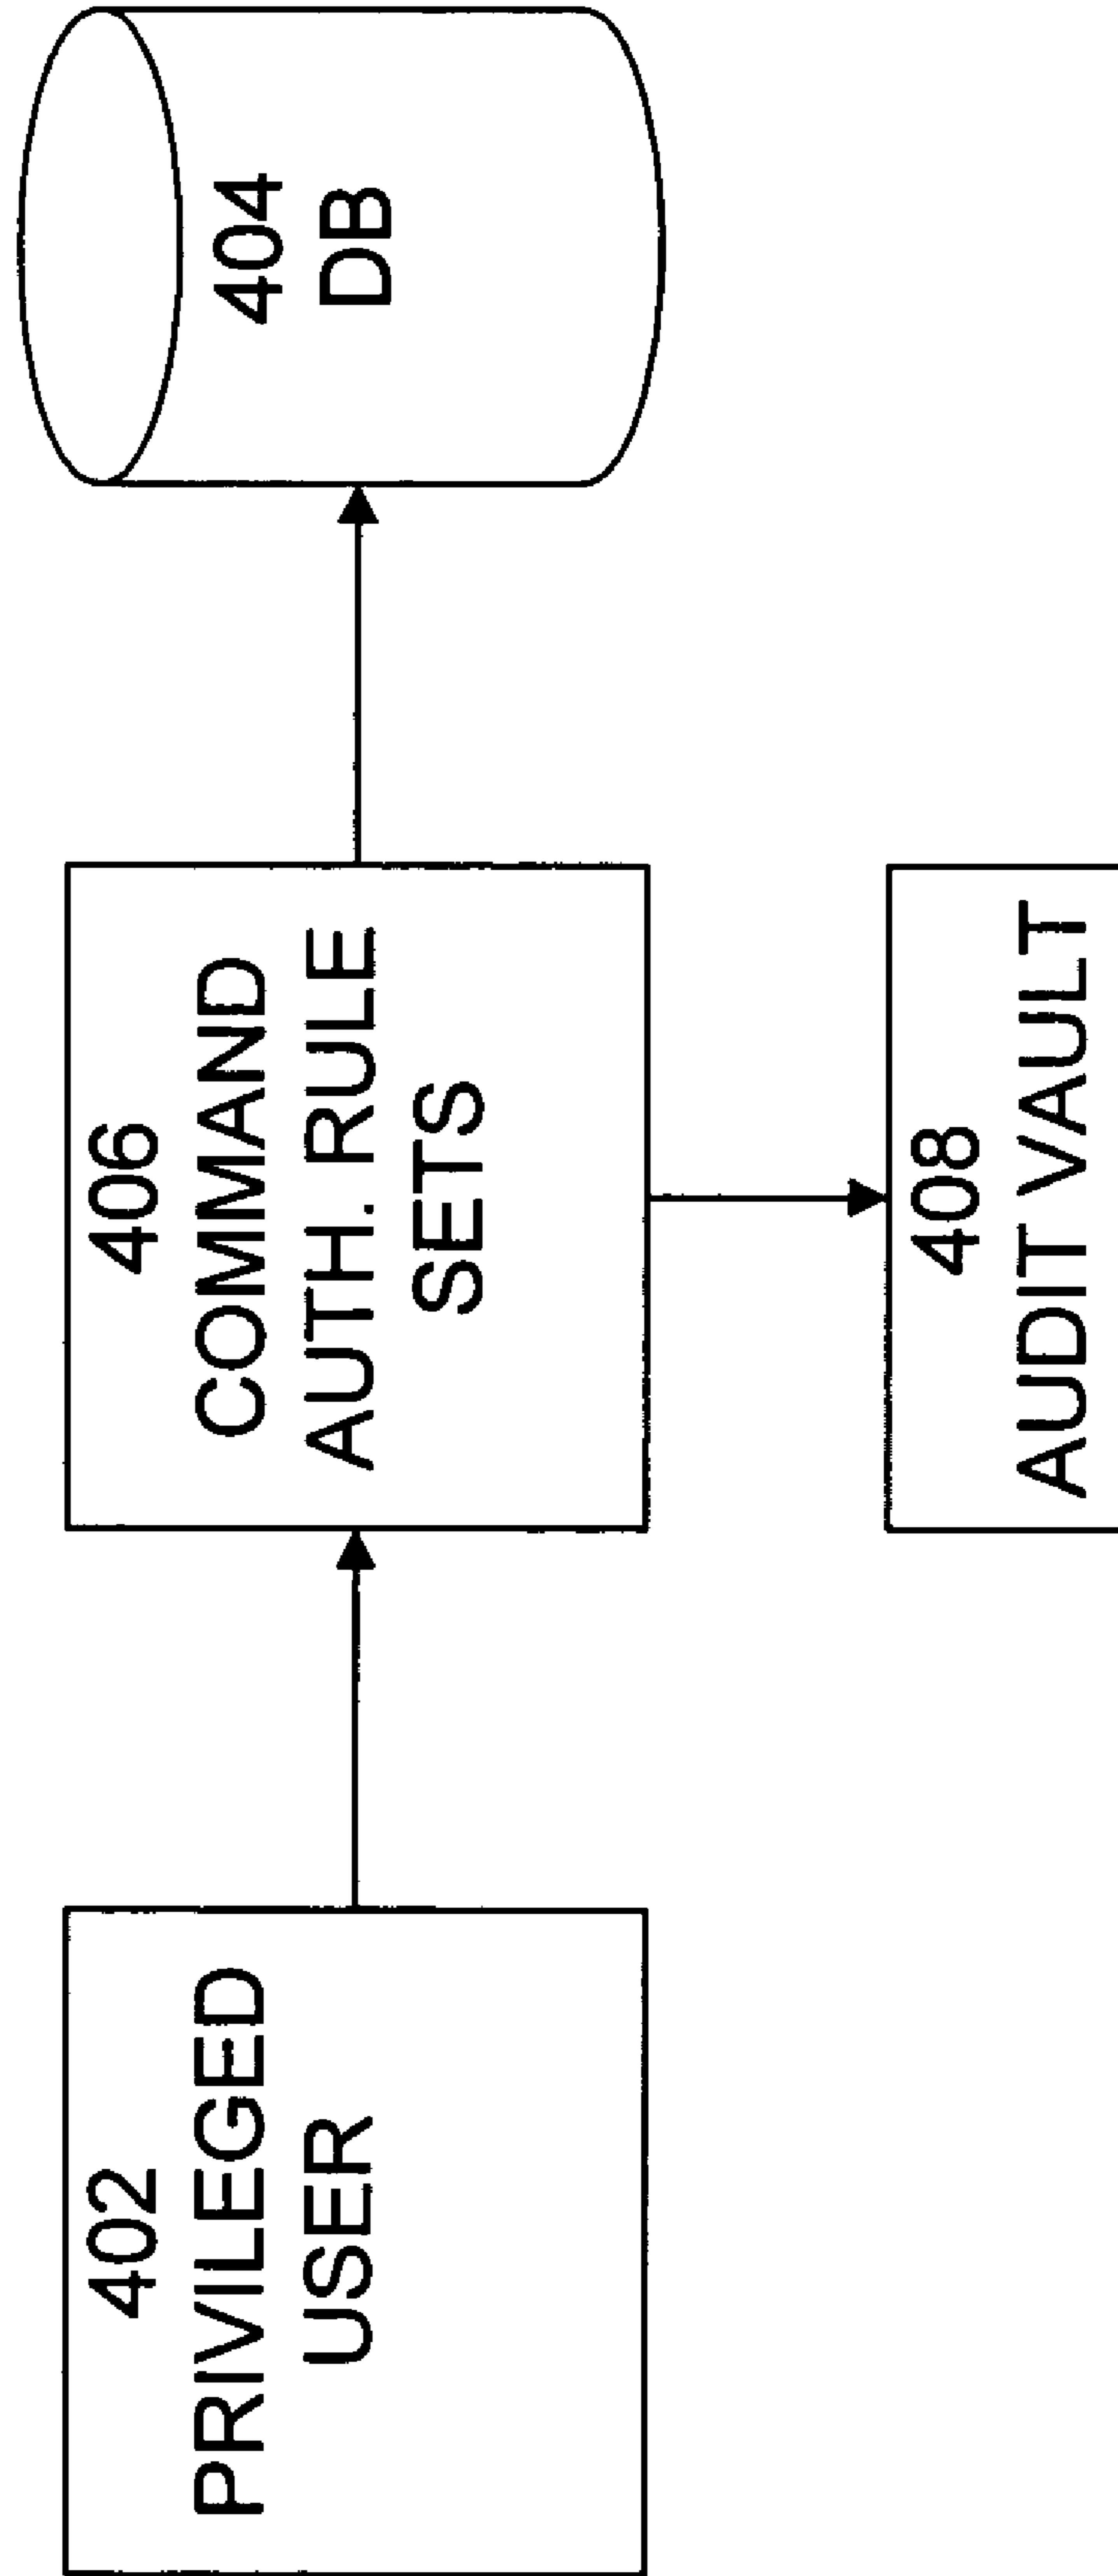 402
PRIVILEGED
USER
406
COMMAND
AUTH. RULE
SETS
404
DB
408
AUDIT VAULT